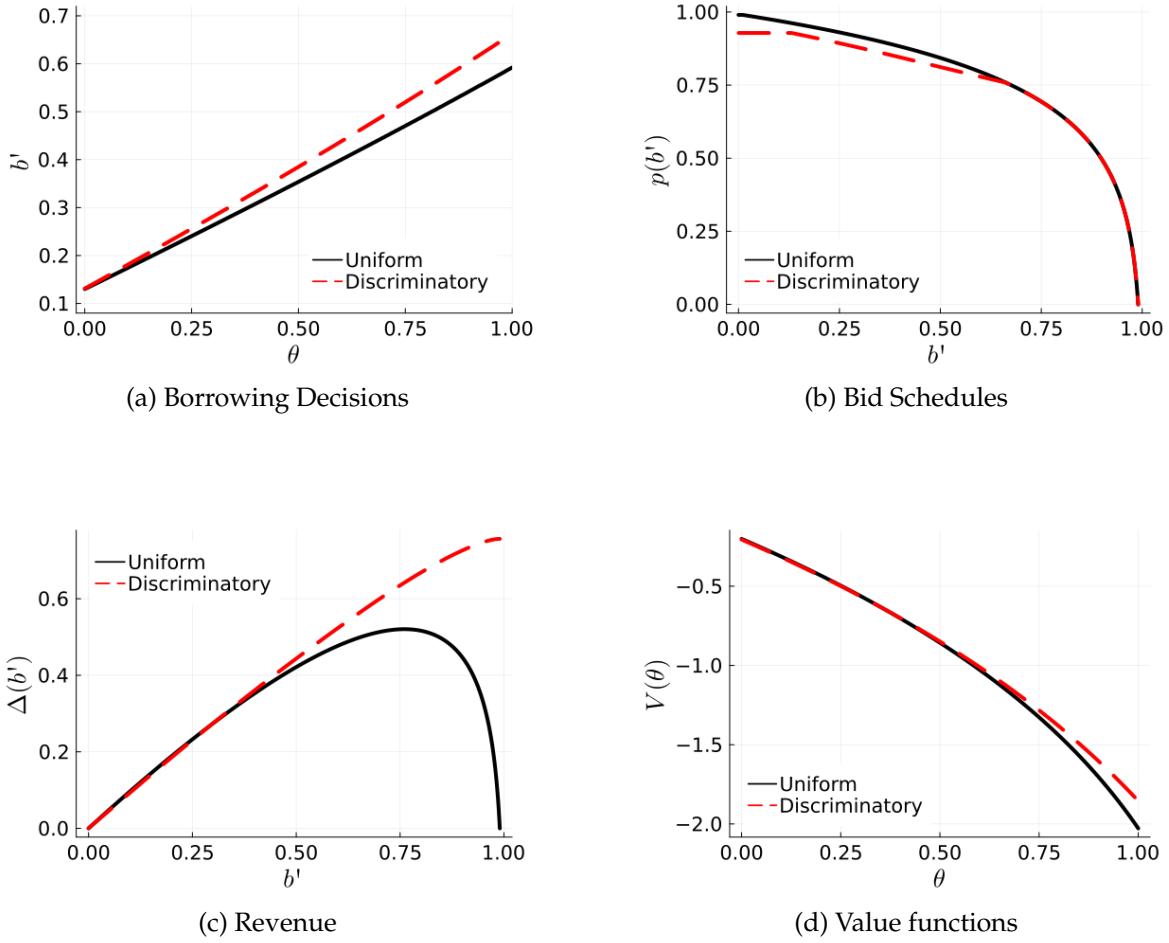 0.7
0.6
0.5
0.4
0.3
0.2
0.1
b'
Uniform
Discriminatory
0.00 0.25 0.50 0.75 1.00
θ
(a) Borrowing Decisions
1.00
0.75
0.50
0.25
0.00
p(b')
Uniform
Discriminatory
0.00 0.25 0.50 0.75 1.00
b'
(b) Bid Schedules
Uniform
Discriminatory
0.6
0.4
0.2
0.0
Δ(b')
0.00 0.25 0.50 0.75 1.00
b'
(c) Revenue
−0.5
−1.0
−1.5
−2.0
V(θ)
Uniform
Discriminatory
0.00 0.25 0.50 0.75 1.00
θ
(d) Value functions